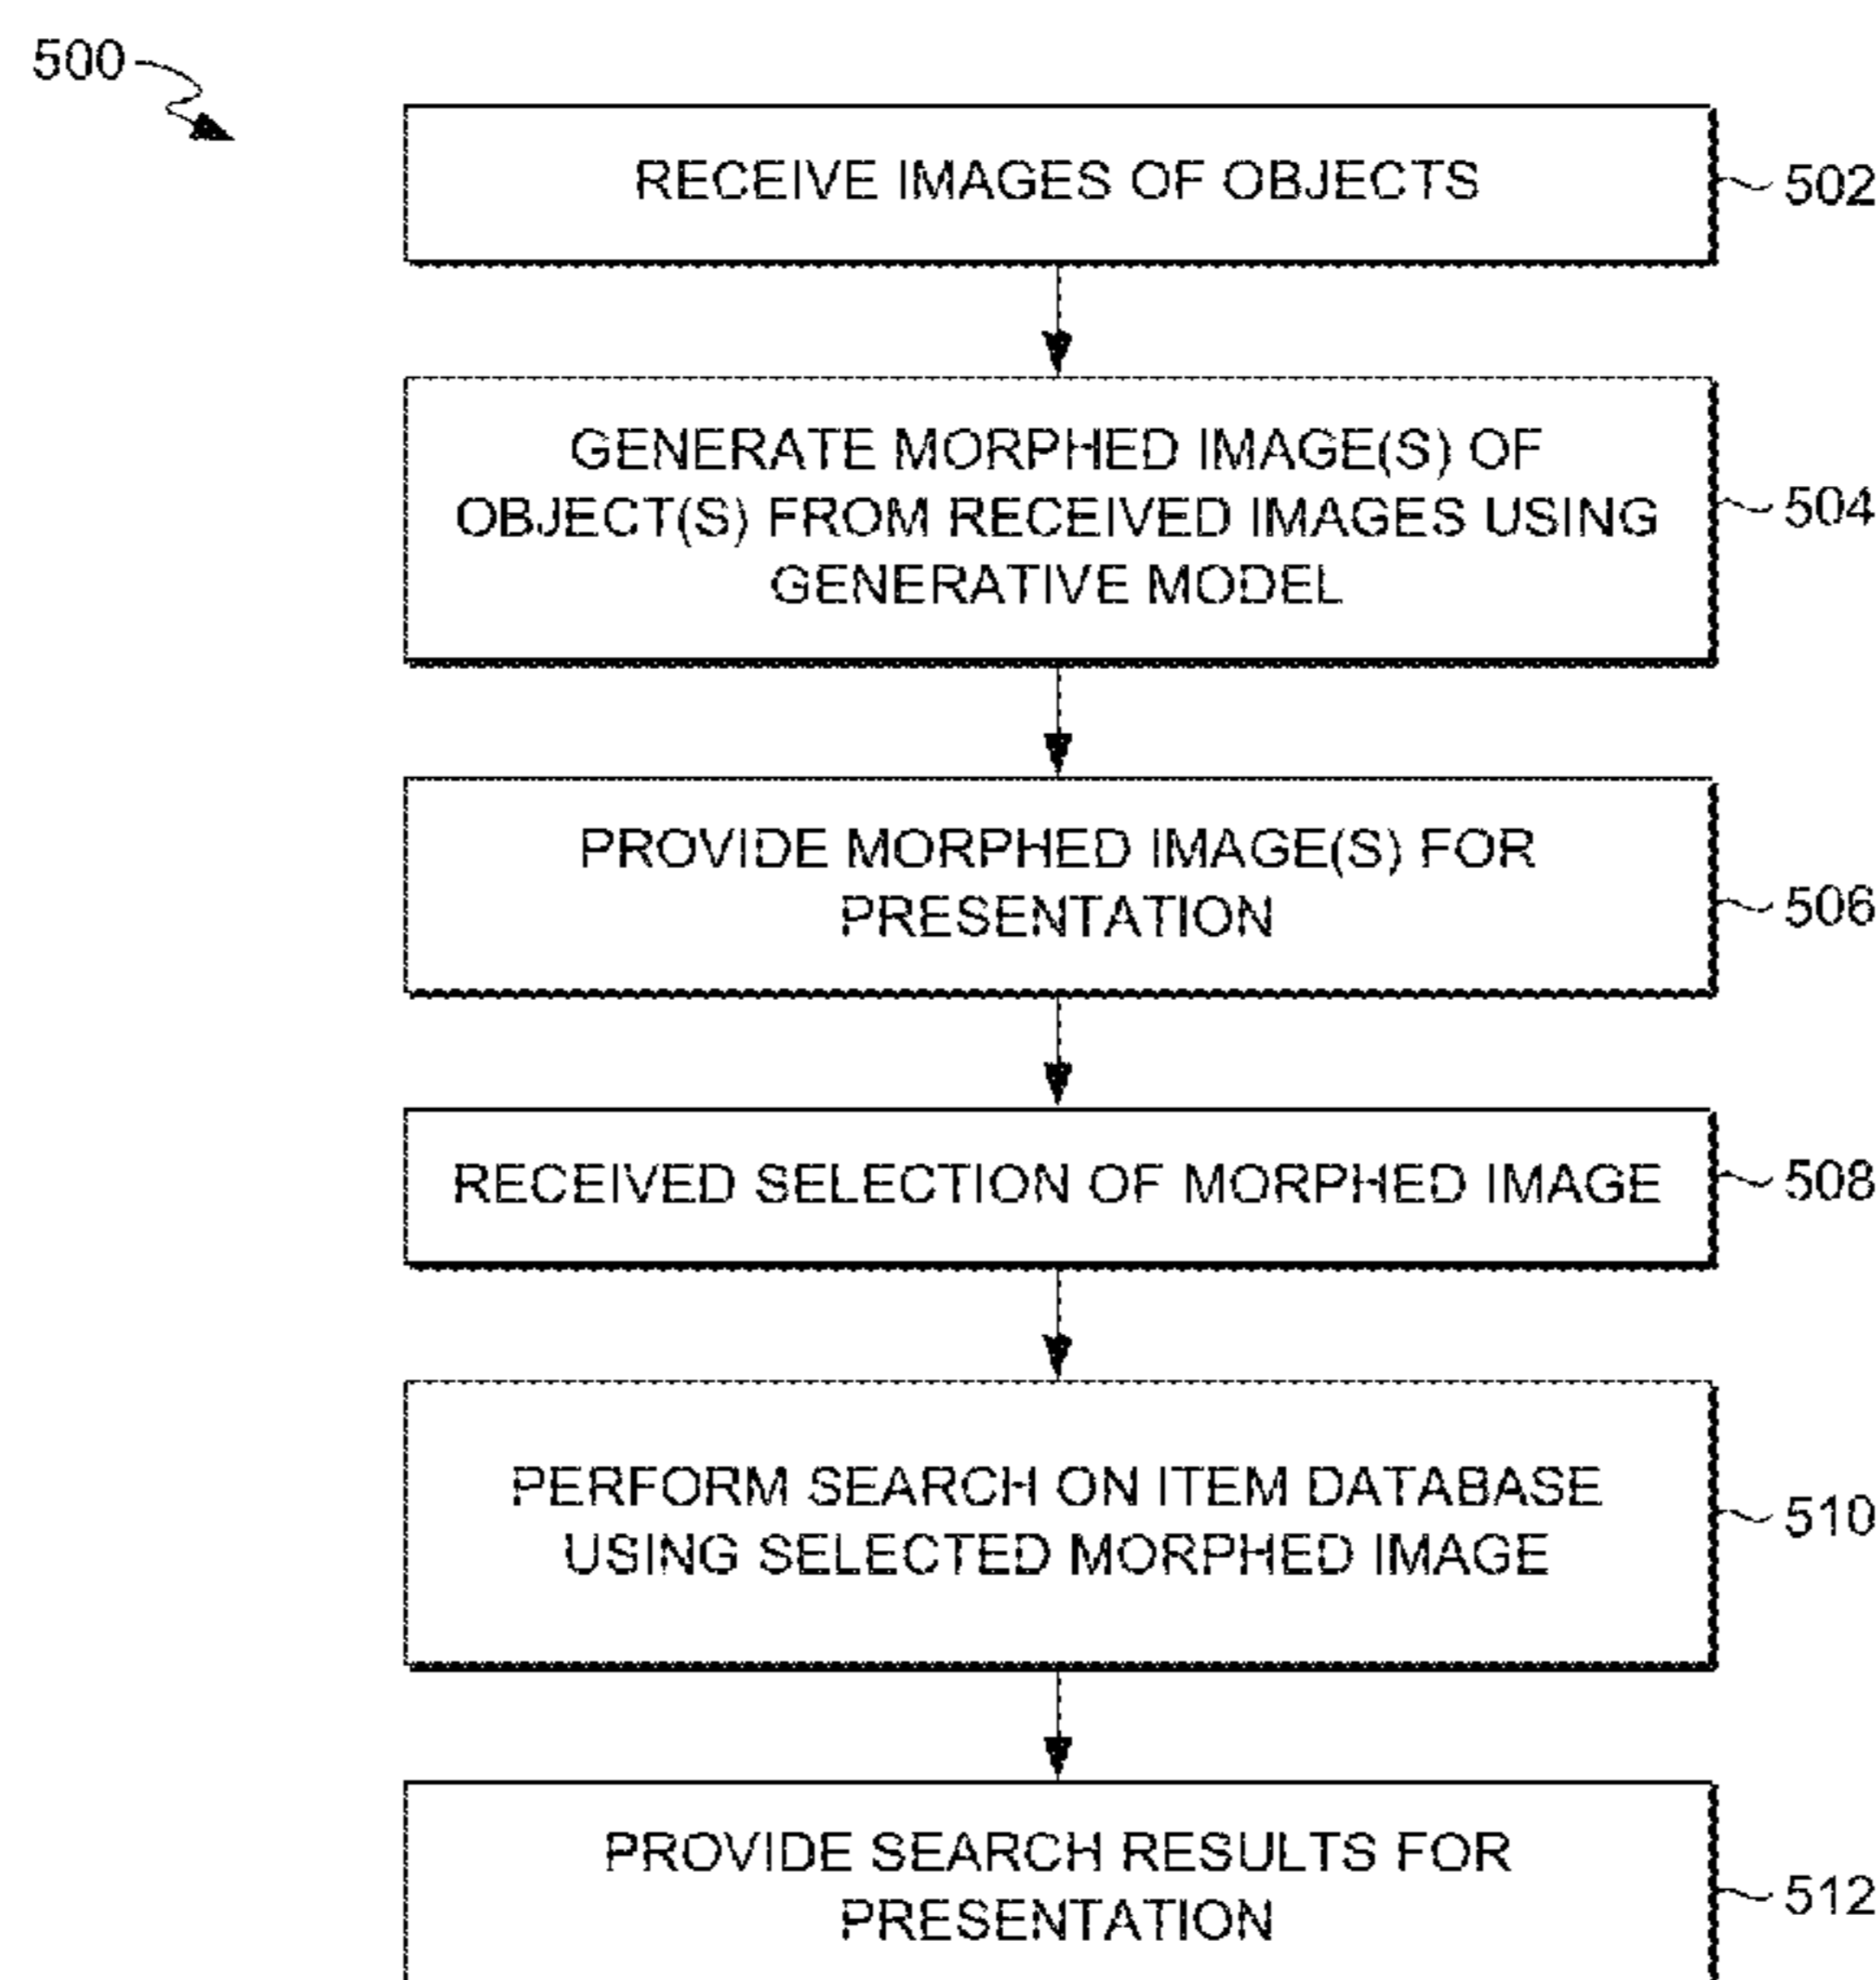 500
RECEIVE IMAGES OF OBJECTS
502
GENERATE MORPHED IMAGE(S) OF
OBJECT(S) FROM RECEIVED IMAGES USING
GENERATIVE MODEL
504
PROVIDE MORPHED IMAGE(S) FOR
PRESENTATION
506
RECEIVED SELECTION OF MORPHED IMAGE
508
PERFORM SEARCH ON ITEM DATABASE
USING SELECTED MORPHED IMAGE
510
PROVIDE SEARCH RESULTS FOR
PRESENTATION
512